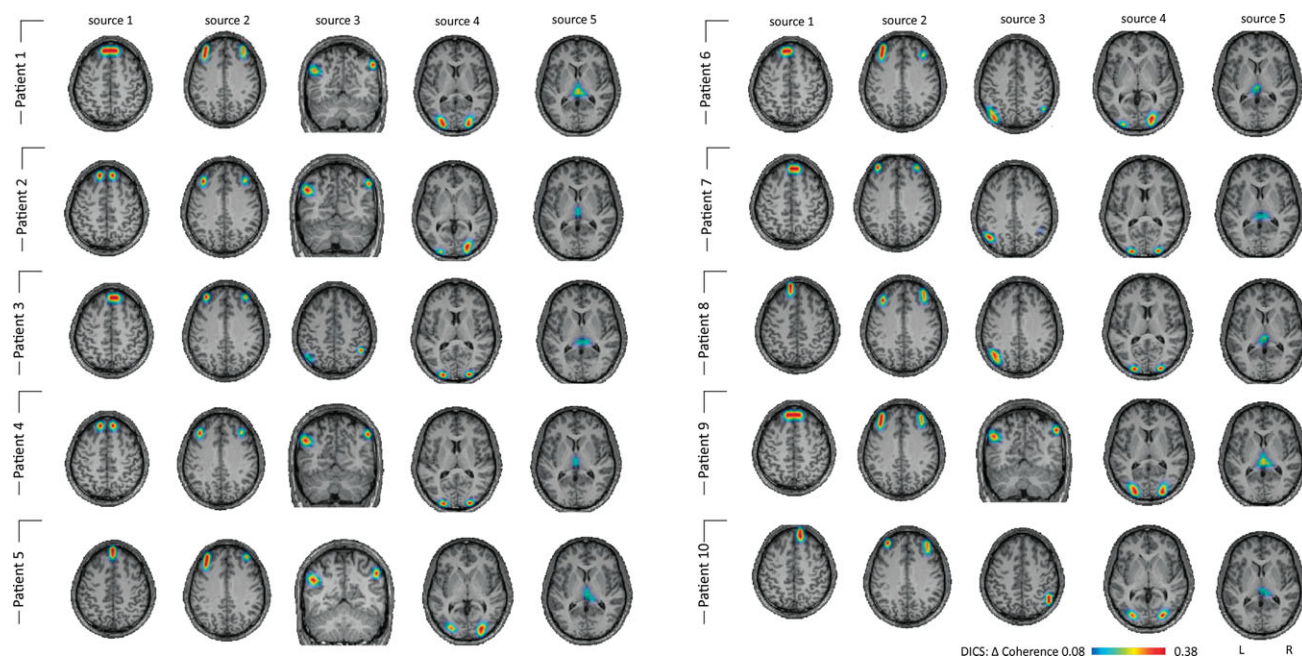 source 1 source 2 source 3 source 4 source 5
Patient 1
Patient 2
Patient 3
Patient 4
Patient 5
source 1 source 2 source 3 source 4 source 5
Patient 6
Patient 7
Patient 8
Patient 9
Patient 10
DICS: Δ Coherence 0.08 0.38 L R